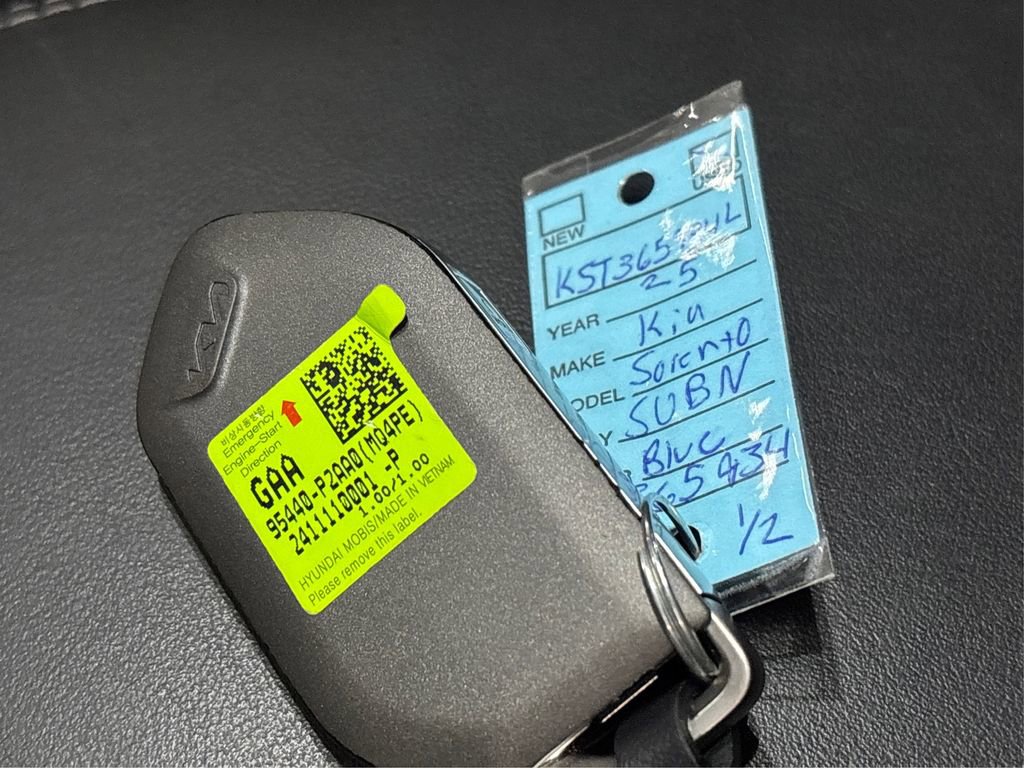 KIA
비상시동방향
Emergency
Engine-Start
Direction
GAA
95440-P2AA0(MQ4PE)
2411110001 -P
1.00/1.00
HYUNDAI MOBIS/MADE IN VIETNAM
Please remove this label.
NEW
25
YEAR
Kia
MAKE
Sorento
ODEL
SUBN
Y
Blue
1/2